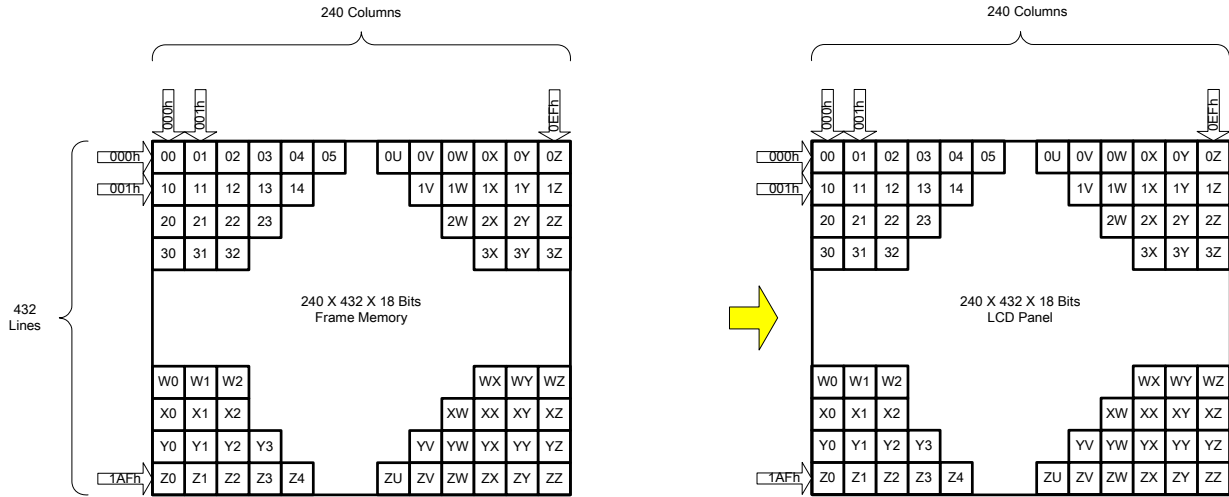 240 Columns 240 Columns
000h 001h 0EFh 000h 001h 0EFh
000h 00 01 02 03 04 05 0U 0V 0W 0X 0Y 0Z 000h 00 01 02 03 04 05 0U 0V 0W 0X 0Y 0Z
001h 10 11 12 13 14 1V 1W 1X 1Y 1Z 001h 10 11 12 13 14 1V 1W 1X 1Y 1Z
20 21 22 23 2W 2X 2Y 2Z 20 21 22 23 2W 2X 2Y 2Z
30 31 32 3X 3Y 3Z 30 31 32 3X 3Y 3Z
432
Lines
240 X 432 X 18 Bits
Frame Memory
240 X 432 X 18 Bits
LCD Panel
W0 W1 W2 WX WY WZ W0 W1 W2 WX WY WZ
X0 X1 X2 XW XX XY XZ X0 X1 X2 XW XX XY XZ
Y0 Y1 Y2 Y3 YV YW YX YY YZ Y0 Y1 Y2 Y3 YV YW YX YY YZ
1AFh Z0 Z1 Z2 Z3 Z4 ZU ZV ZW ZX ZY ZZ 1AFh Z0 Z1 Z2 Z3 Z4 ZU ZV ZW ZX ZY ZZ